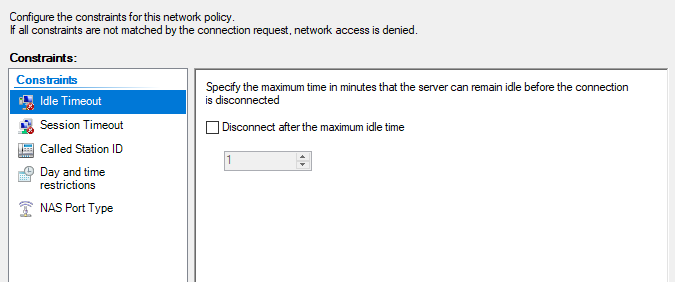 Configure the constraints for this network policy.
If all constraints are not matched by the connection request, network access is denied.
Constraints:
Constraints
Idle Timeout
Session Timeout
Called Station ID
Day and time
restrictions
NAS Port Type
Specify the maximum time in minutes that the server can remain idle before the connection
is disconnected
Disconnect after the maximum idle time
1